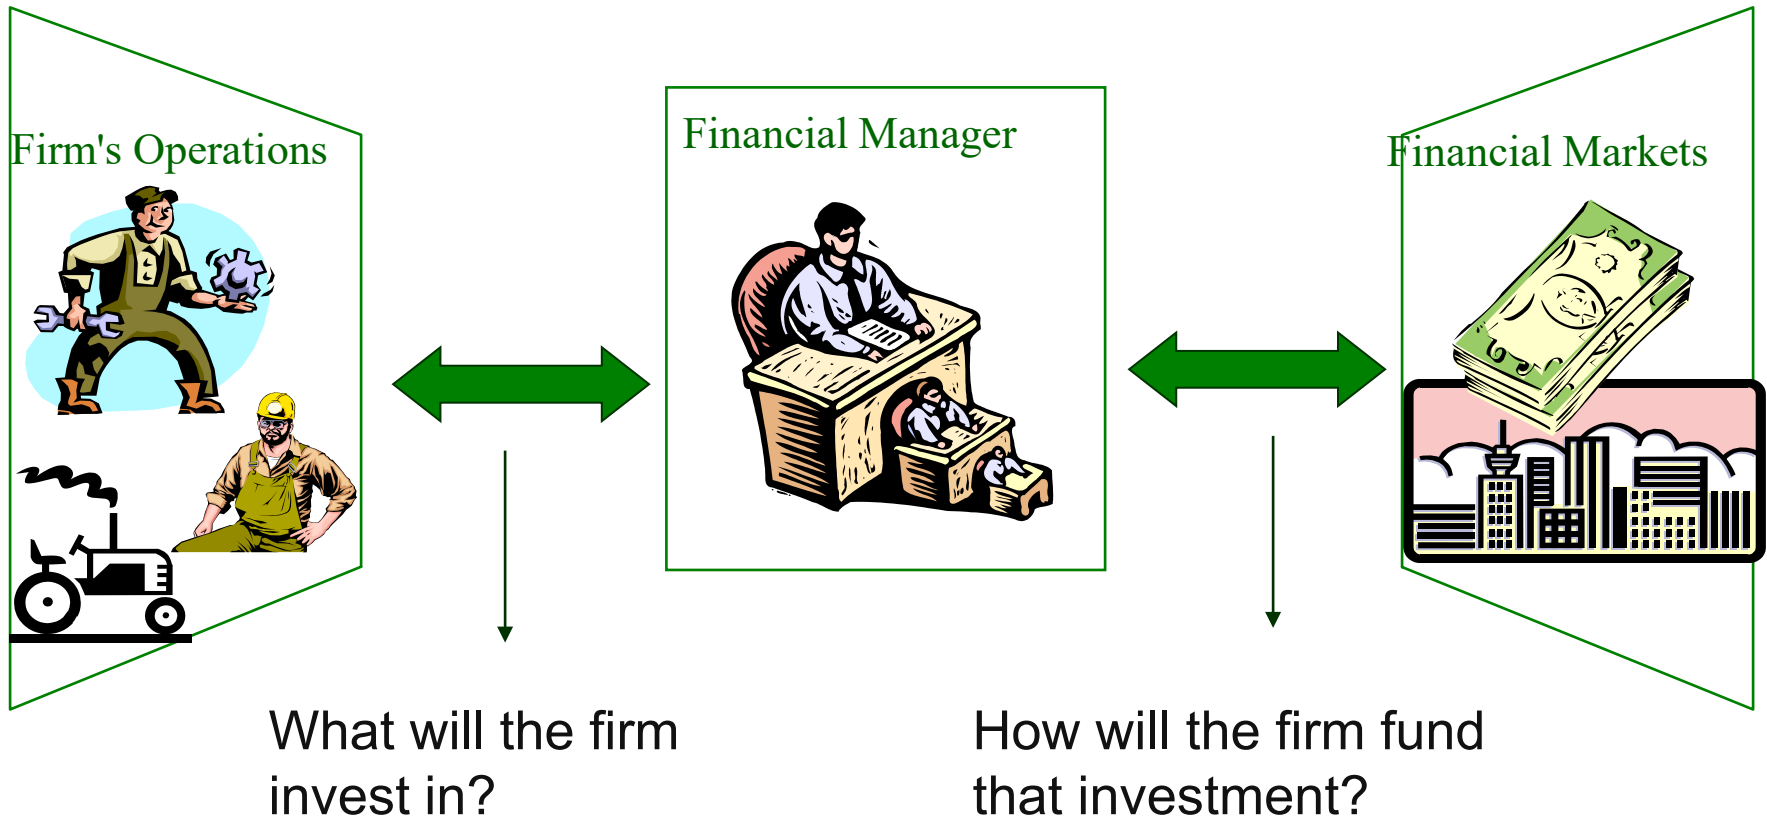 Firm's Operations
Financial Manager
Financial Markets
What will the firm
invest in?
How will the firm fund
that investment?